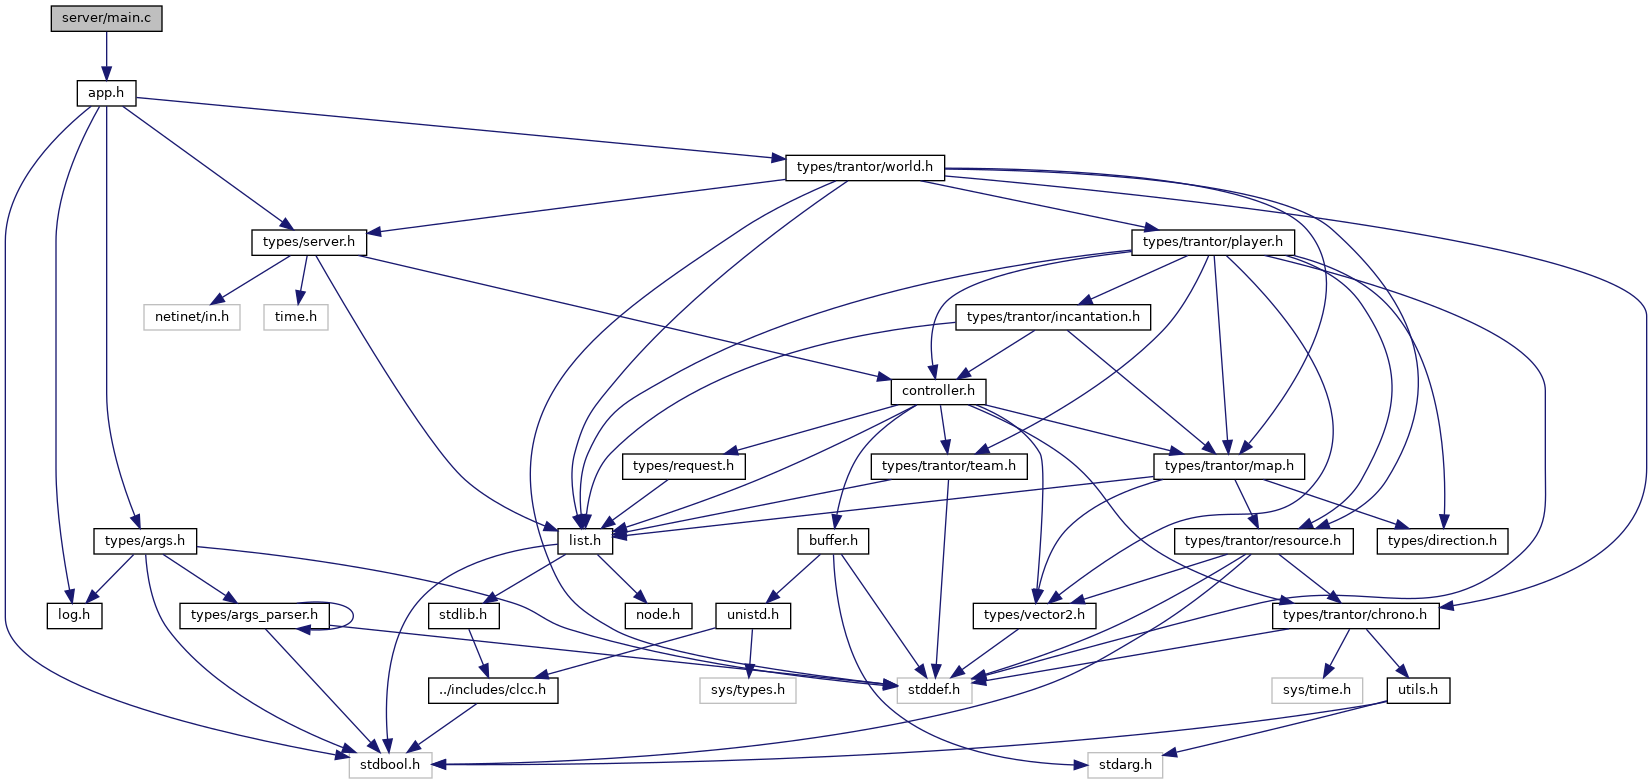 server/main.c
app.h
types/trantor/world.h
types/server.h
types/trantor/player.h
netinet/in.h
time.h
types/trantor/incantation.h
controller.h
types/request.h
types/trantor/team.h
types/trantor/map.h
types/args.h
list.h
buffer.h
types/trantor/resource.h
types/direction.h
log.h
types/args_parser.h
stdlib.h
node.h
unistd.h
types/vector2.h
types/trantor/chrono.h
../includes/clcc.h
sys/types.h
stddef.h
sys/time.h
utils.h
stdbool.h
stdarg.h